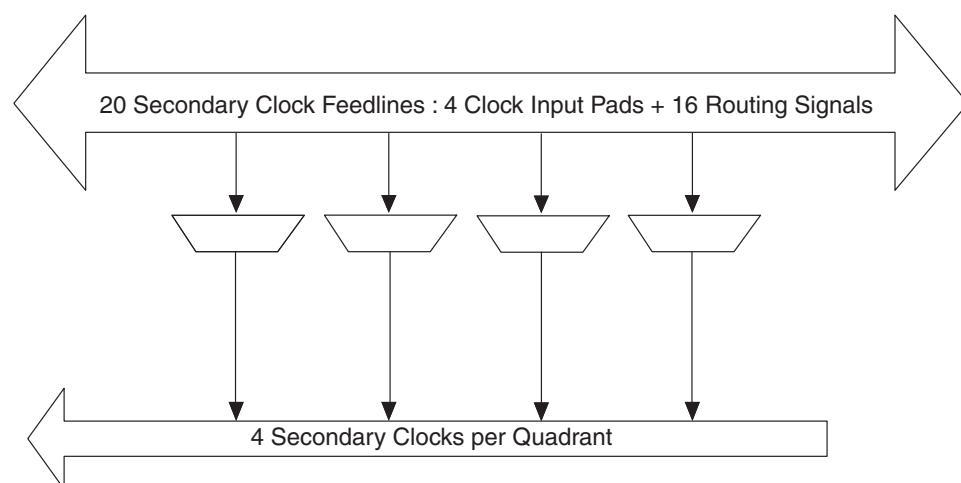 20 Secondary Clock Feedlines : 4 Clock Input Pads + 16 Routing Signals
4 Secondary Clocks per Quadrant